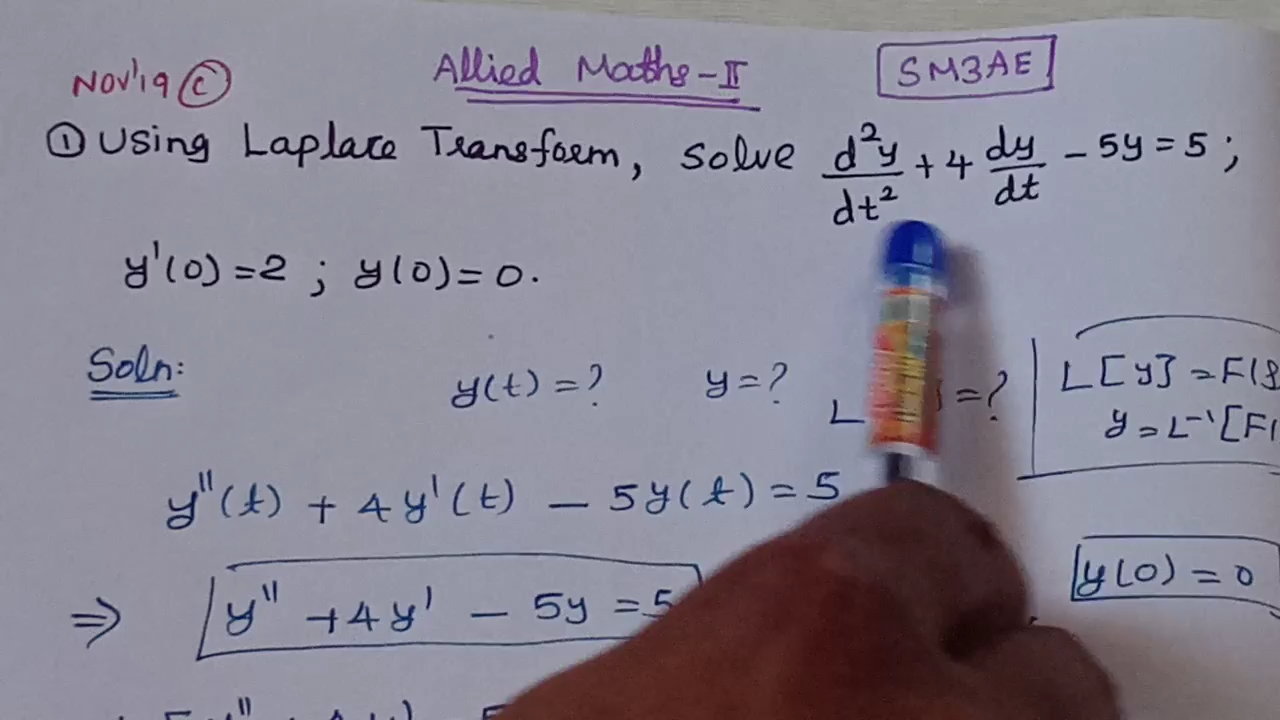 Nov'19 (C) Allied Maths-II SM3AE
① Using Laplace Transform, solve d²y/dt² + 4 dy/dt - 5y = 5 ;
y'(0) = 2 ; y(0) = 0.
Soln:
y(t) = ? y = ? L = ? L[y] = F(s
y = L⁻¹[F(
y''(t) + 4y'(t) - 5y(t) = 5
y(0) = 0
⇒ y'' + 4y' - 5y = 5